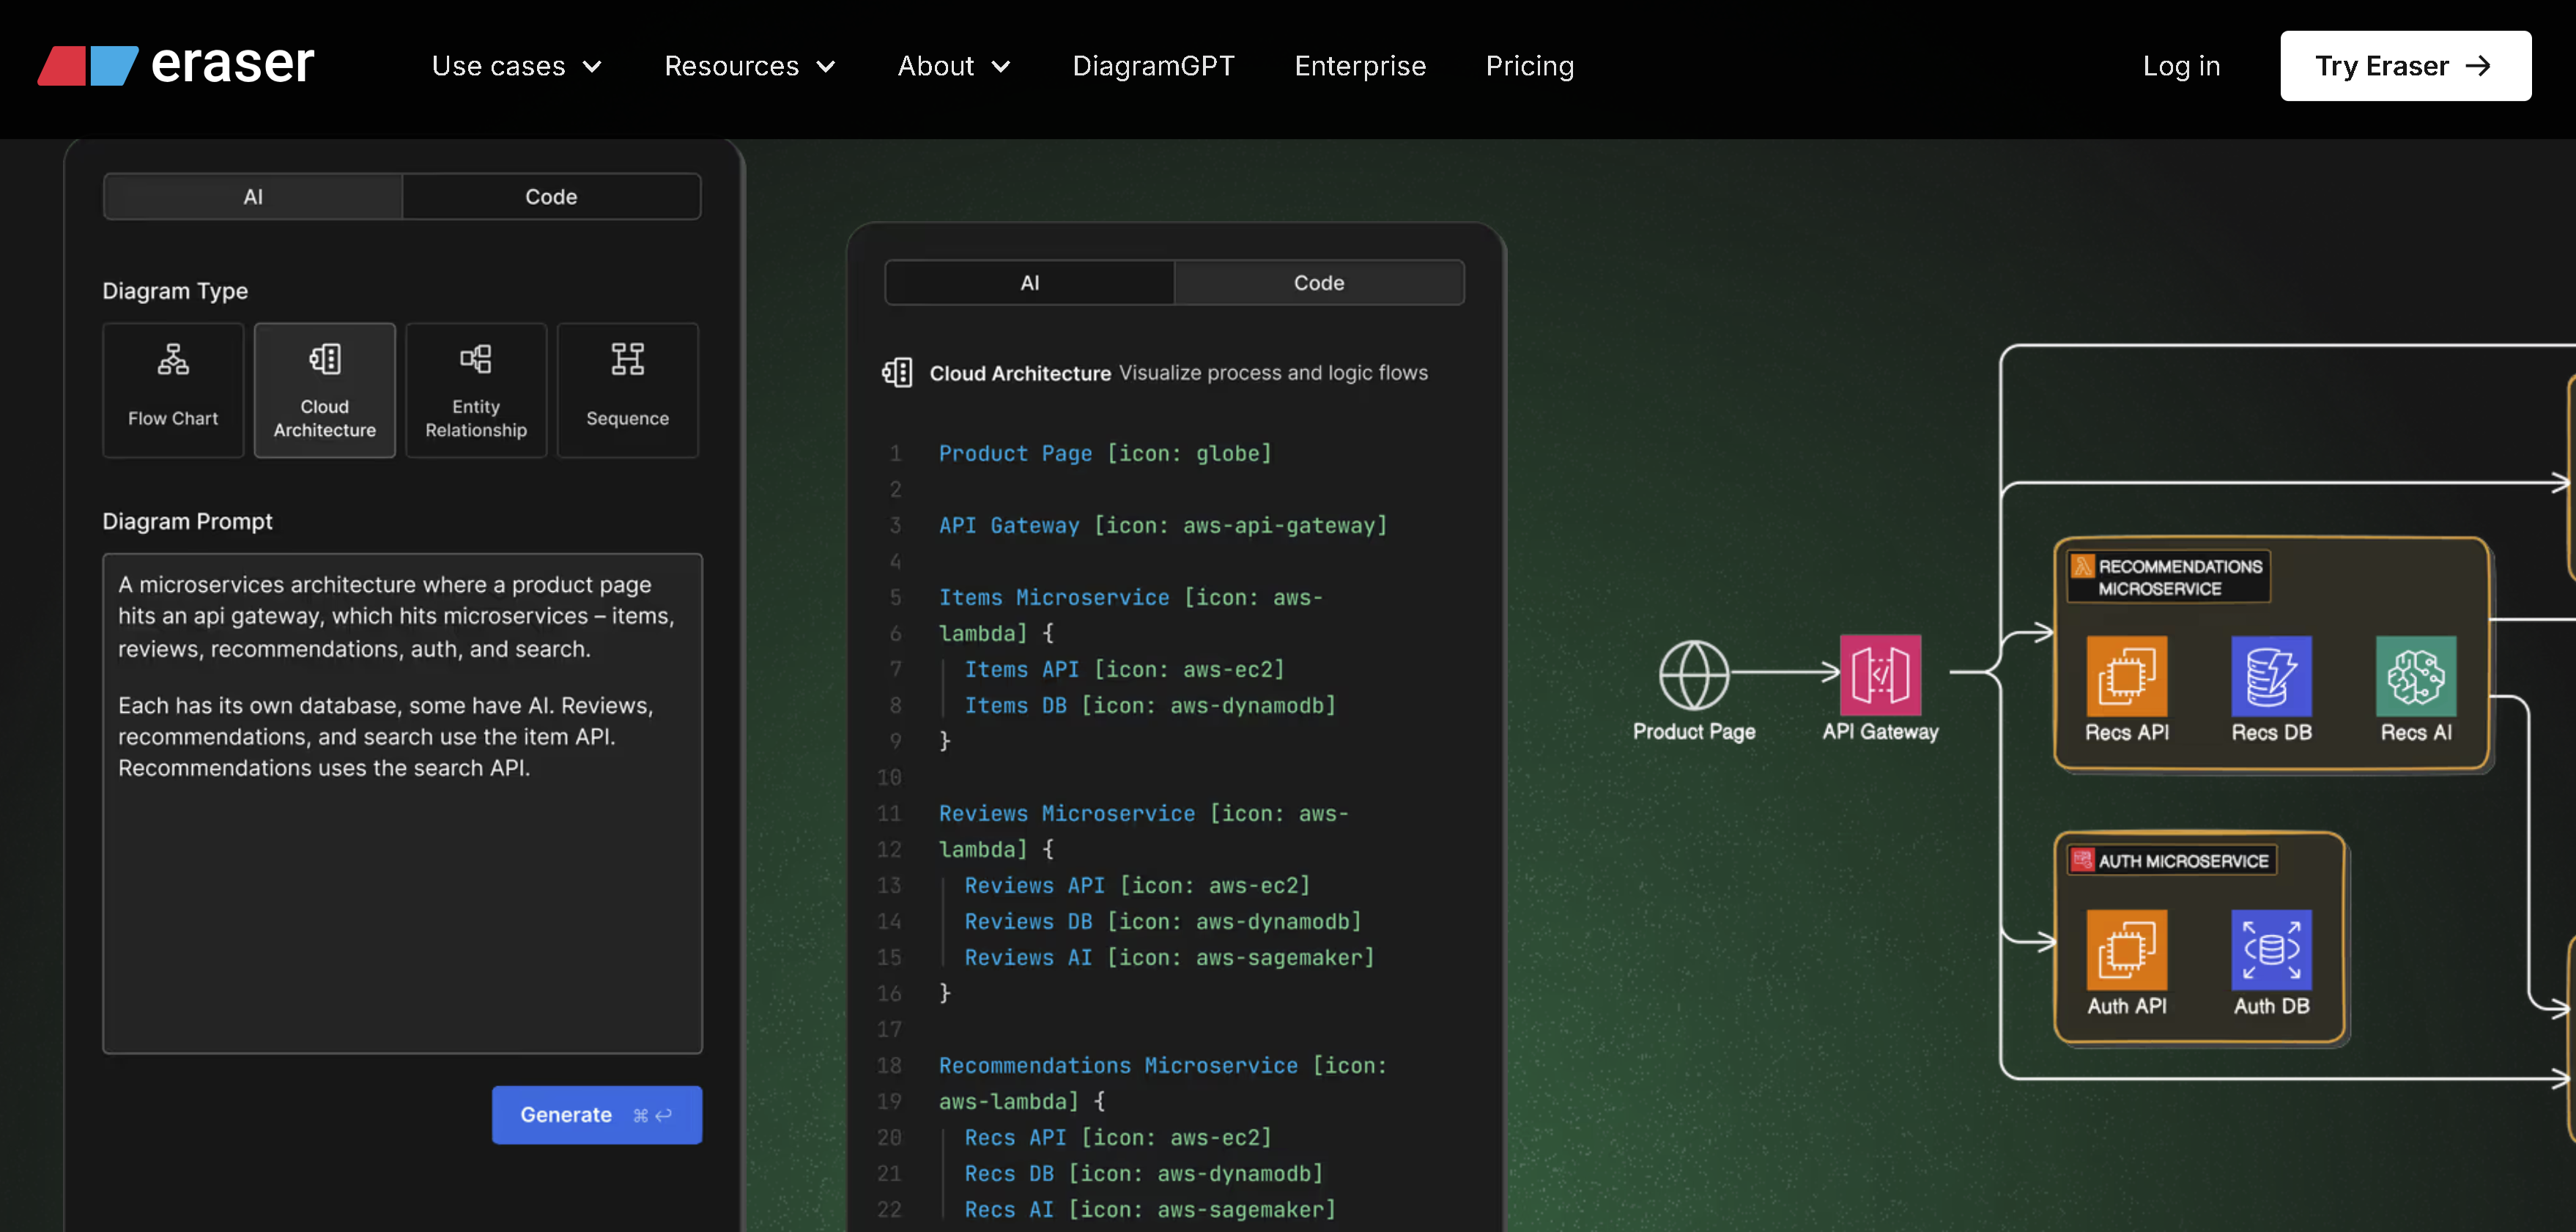 eraser
Use cases
Resources
About
DiagramGPT
Enterprise
Pricing
Log in
Try Eraser →
AI
Code
Diagram Type
Flow Chart
Cloud
Architecture
Entity
Relationship
Sequence
Diagram Prompt
A microservices architecture where a product page
hits an api gateway, which hits microservices – items,
reviews, recommendations, auth, and search.
Each has its own database, some have AI. Reviews,
recommendations, and search use the item API.
Recommendations uses the search API.
Generate ⌘ ↩
AI
Code
Cloud Architecture Visualize process and logic flows
1 Product Page [icon: globe]
2
3 API Gateway [icon: aws-api-gateway]
4
5 Items Microservice [icon: aws-
6 lambda] {
7 Items API [icon: aws-ec2]
8 Items DB [icon: aws-dynamodb]
9 }
10
11 Reviews Microservice [icon: aws-
12 lambda] {
13 Reviews API [icon: aws-ec2]
14 Reviews DB [icon: aws-dynamodb]
15 Reviews AI [icon: aws-sagemaker]
16 }
17
18 Recommendations Microservice [icon:
19 aws-lambda] {
20 Recs API [icon: aws-ec2]
21 Recs DB [icon: aws-dynamodb]
22 Recs AI [icon: aws-sagemaker]
Product Page
API Gateway
RECOMMENDATIONS
MICROSERVICE
Recs API
Recs DB
Recs AI
AUTH MICROSERVICE
Auth API
Auth DB